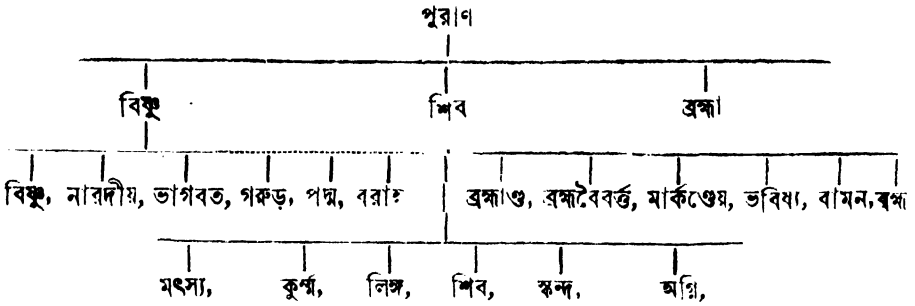 পুরাণ
বিষ্ণু শিব ব্রহ্মা
বিষ্ণু, নারদীয়, ভাগবত, গরুড়, পদ্ম, বরাহ ব্রহ্মাণ্ড, ব্রহ্মবৈবর্ত্ত, মার্কণ্ডেয়, ভবিষ্য, বামন, ব্রহ্ম
মৎস্য, কুর্ম্ম, লিঙ্গ, শিব, স্কন্দ, অগ্নি,